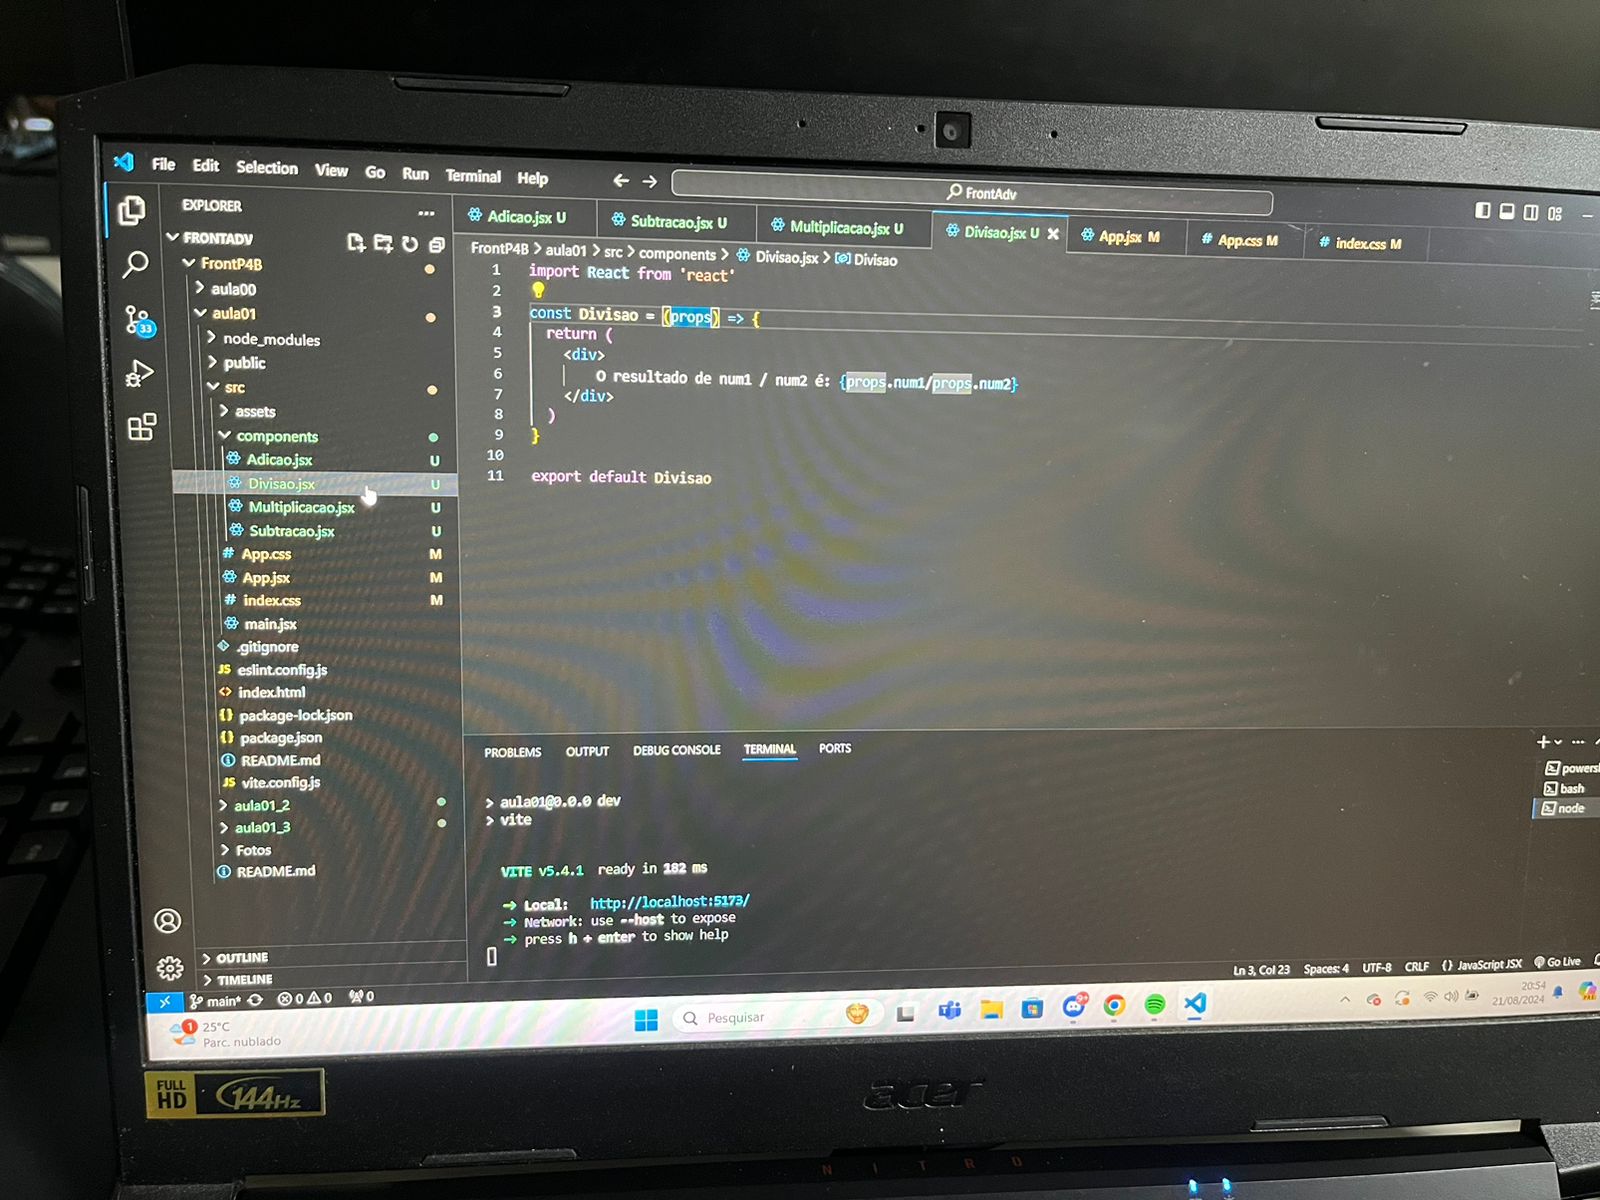 File Edit Selection View Go Run Terminal Help
FrontAdv
EXPLORER
FRONTADV
FrontP4B
aula00
aula01
node_modules
public
src
assets
components
Adicao.jsx U
Divisao.jsx U
Multiplicacao.jsx U
Subtracao.jsx U
App.css M
App.jsx M
index.css M
main.jsx
.gitignore
JS eslint.config.js
index.html
package-lock.json
package.json
README.md
JS vite.config.js
aula01_2
aula01_3
Fotos
README.md
OUTLINE
TIMELINE
33
Adicao.jsx U Subtracao.jsx U Multiplicacao.jsx U Divisao.jsx U App.jsx M # App.css M # index.css M
FrontP4B > aula01 > src > components > Divisao.jsx > Divisao
1 import React from 'react'
2
3 const Divisao = (props) => {
4 return (
5 <div>
6 O resultado de num1 / num2 é: {props.num1/props.num2}
7 </div>
8 )
9 }
10
11 export default Divisao
PROBLEMS OUTPUT DEBUG CONSOLE TERMINAL PORTS
powers
bash
node
> aula01@0.0.0 dev
> vite
VITE v5.4.1 ready in 182 ms
➜ Local: http://localhost:5173/
➜ Network: use --host to expose
➜ press h + enter to show help
main* 0 0 0
Ln 3, Col 23 Spaces: 4 UTF-8 CRLF {} JavaScript JSX Go Live
1 25°C
Parc. nublado
Pesquisar
20:54
21/08/2024
FULL HD 144Hz
acer
NITRO